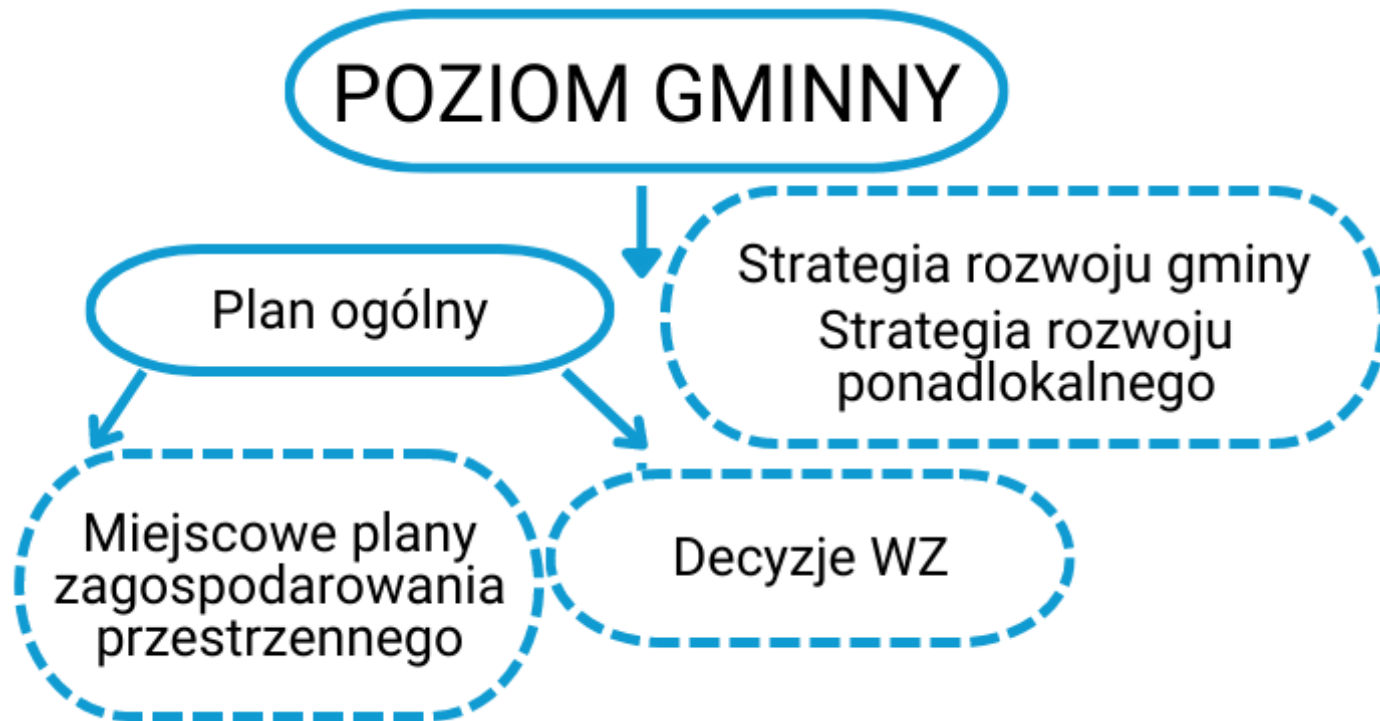 POZIOM GMINNY
Plan ogólny
Strategia rozwoju gminy
Strategia rozwoju
ponadlokalnego
Miejscowe plany
zagospodarowania
przestrzennego
Decyzje WZ